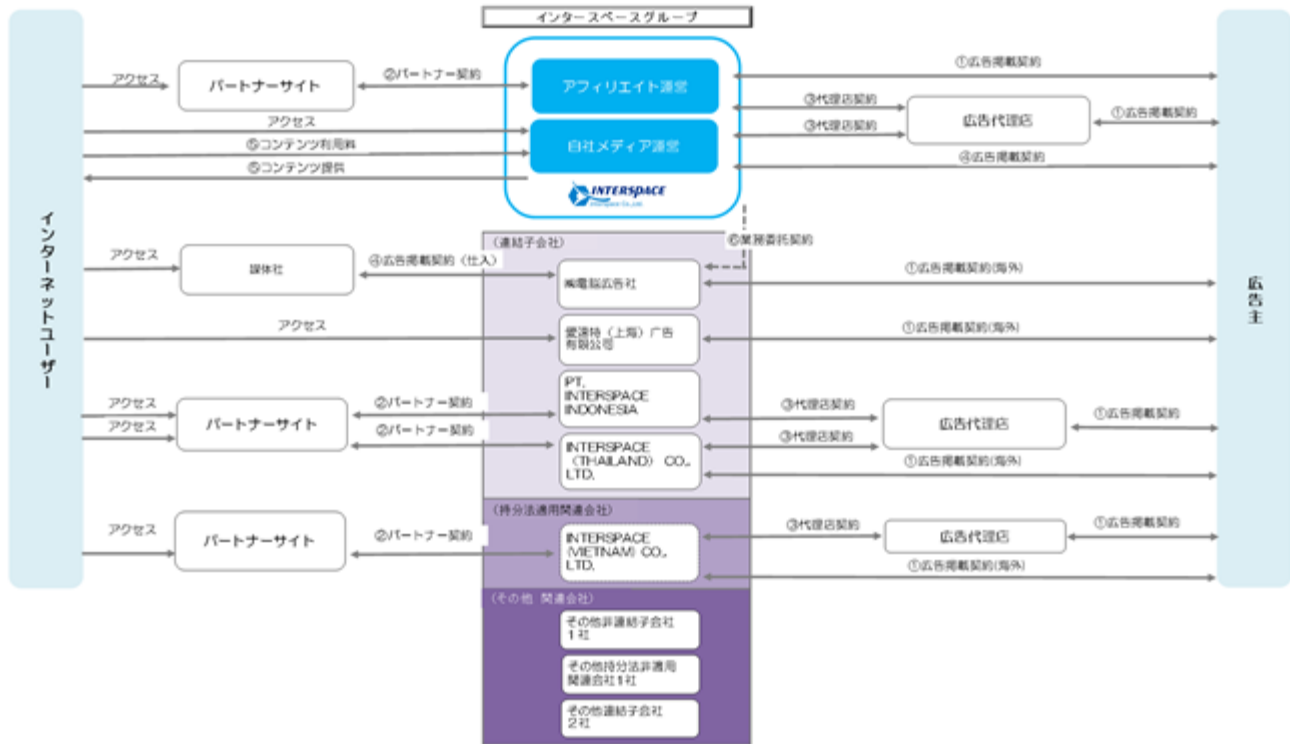 インタースペースグループ
インターネットユーザー
広告主
アクセス
パートナーサイト
②パートナー契約
アフィリエイト運営
①広告掲載契約
③代理店契約
③代理店契約
広告代理店
①広告掲載契約
アクセス
⑤コンテンツ利用料
⑤コンテンツ提供
自社メディア運営
④広告掲載契約
INTERSPACE
⑥業務委託契約
(連結子会社)
アクセス
媒体社
④広告掲載契約(仕入)
㈱電脳広告社
①広告掲載契約(海外)
アクセス
愛速特(上海)广告
有限公司
①広告掲載契約(海外)
アクセス
アクセス
パートナーサイト
②パートナー契約
②パートナー契約
PT.
INTERSPACE
INDONESIA
INTERSPACE
(THAILAND) CO.,
LTD.
③代理店契約
③代理店契約
広告代理店
①広告掲載契約
①広告掲載契約(海外)
(持分法適用関連会社)
アクセス
パートナーサイト
②パートナー契約
INTERSPACE
(VIETNAM) CO.,
LTD.
③代理店契約
広告代理店
①広告掲載契約
①広告掲載契約(海外)
(その他 関連会社)
その他非連結子会社
1社
その他持分法非適用
関連会社1社
その他連結子会社
2社